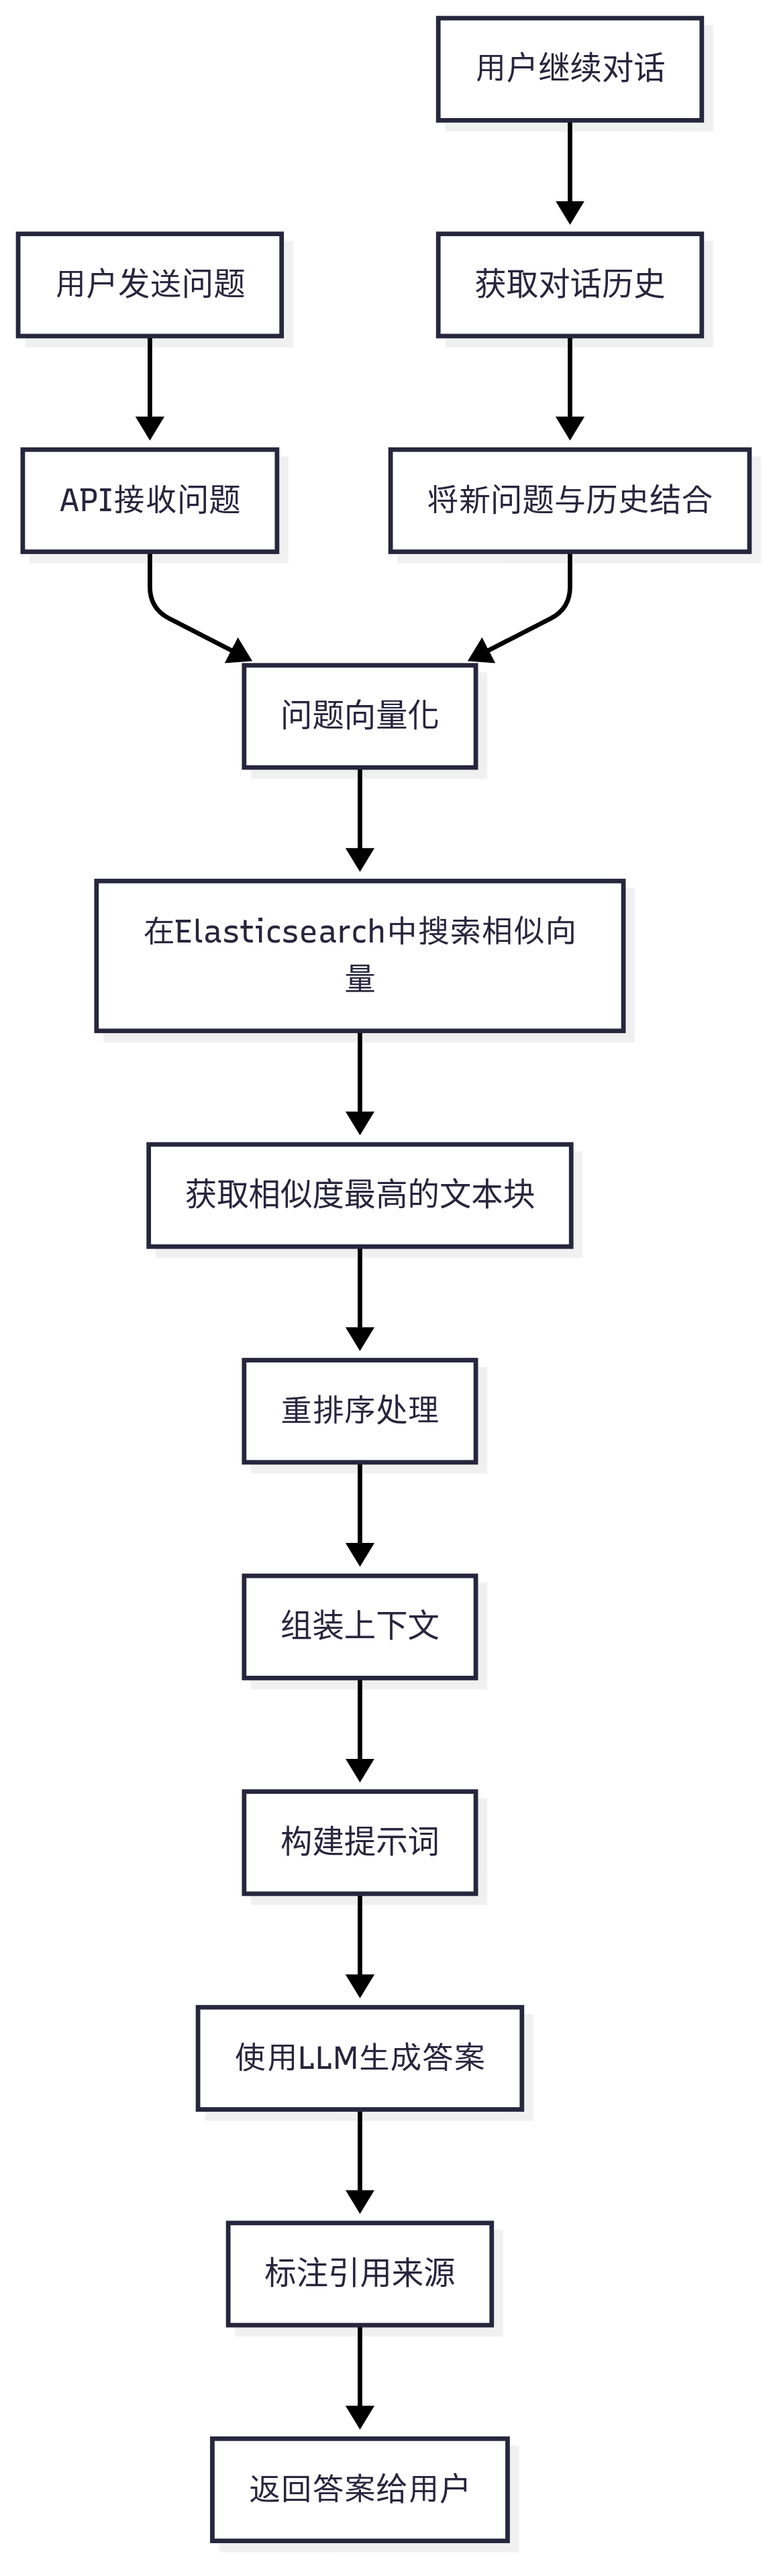 用户继续对话
用户发送问题
获取对话历史
API接收问题
将新问题与历史结合
问题向量化
在Elasticsearch中搜索相似向
量
获取相似度最高的文本块
重排序处理
组装上下文
构建提示词
使用LLM生成答案
标注引用来源
返回答案给用户